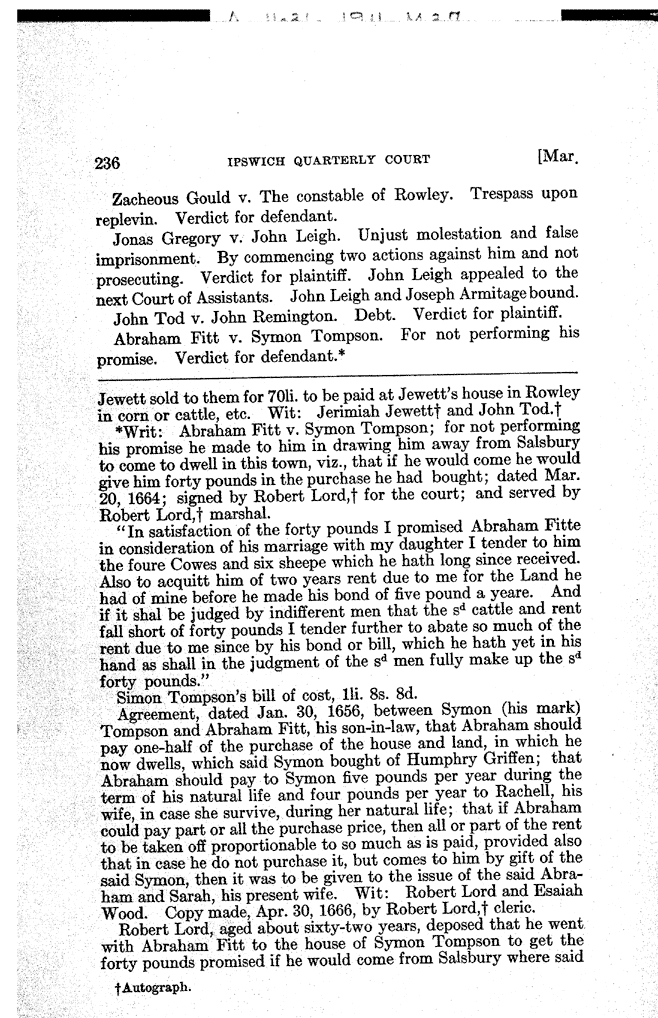 236 IPSWICH QUARTERLY COURT [Mar.
Zacheous Gould v. The constable of Rowley. Trespass upon
replevin. Verdict for defendant.
Jonas Gregory v. John Leigh. Unjust molestation and false
imprisonment. By commencing two actions against him and not
prosecuting. Verdict for plaintiff. John Leigh appealed to the
next Court of Assistants. John Leigh and Joseph Armitage bound.
John Tod v. John Remington. Debt. Verdict for plaintiff.
Abraham Fitt v. Symon Tompson. For not performing his
promise. Verdict for defendant.*
Jewett sold to them for 70li. to be paid at Jewett's house in Rowley
in corn or cattle, etc. Wit: Jerimiah Jewett† and John Tod.†
*Writ: Abraham Fitt v. Symon Tompson; for not performing
his promise he made to him in drawing him away from Salsbury
to come to dwell in this town, viz., that if he would come he would
give him forty pounds in the purchase he had bought; dated Mar.
20, 1664; signed by Robert Lord,† for the court; and served by
Robert Lord,† marshal.
"In satisfaction of the forty pounds I promised Abraham Fitte
in consideration of his marriage with my daughter I tender to him
the foure Cowes and six sheepe which he hath long since received.
Also to acquitt him of two years rent due to me for the Land he
had of mine before he made his bond of five pound a yeare. And
if it shal be judged by indifferent men that the sᵈ cattle and rent
fall short of forty pounds I tender further to abate so much of the
rent due to me since by his bond or bill, which he hath yet in his
hand as shall in the judgment of the sᵈ men fully make up the sᵈ
forty pounds."
Simon Tompson's bill of cost, 1li. 8s. 8d.
Agreement, dated Jan. 30, 1656, between Symon (his mark)
Tompson and Abraham Fitt, his son-in-law, that Abraham should
pay one-half of the purchase of the house and land, in which he
now dwells, which said Symon bought of Humphry Griffen; that
Abraham should pay to Symon five pounds per year during the
term of his natural life and four pounds per year to Rachell, his
wife, in case she survive, during her natural life; that if Abraham
could pay part or all the purchase price, then all or part of the rent
to be taken off proportionable to so much as is paid, provided also
that in case he do not purchase it, but comes to him by gift of the
said Symon, then it was to be given to the issue of the said Abra-
ham and Sarah, his present wife. Wit: Robert Lord and Esaiah
Wood. Copy made, Apr. 30, 1666, by Robert Lord,† cleric.
Robert Lord, aged about sixty-two years, deposed that he went
with Abraham Fitt to the house of Symon Tompson to get the
forty pounds promised if he would come from Salsbury where said
†Autograph.